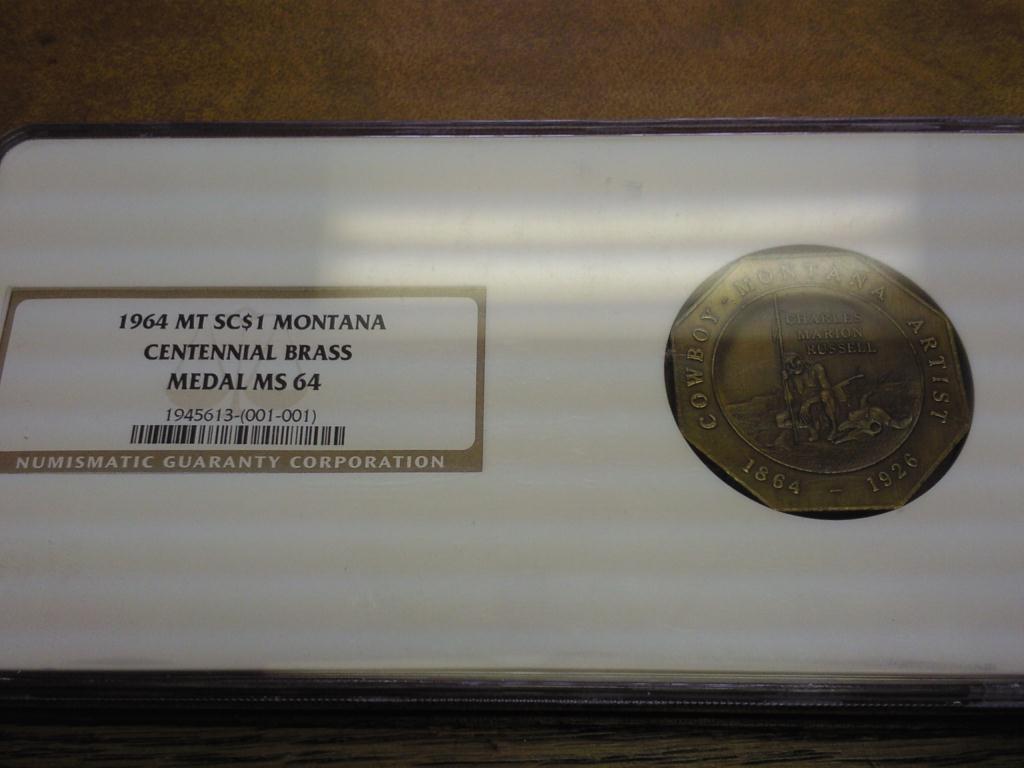 1964 MT SC$1 MONTANA
CENTENNIAL BRASS
MEDAL MS 64
1945613-(001-001)
NUMISMATIC GUARANTY CORPORATION
COWBOY - MONTANA ARTIST
CHARLES
MARION
RUSSELL
1864 - 1926